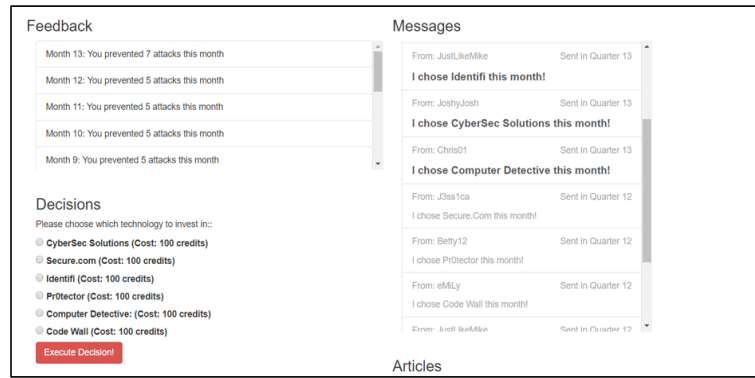 Feedback
Month 13: You prevented 7 attacks this month
Month 12: You prevented 5 attacks this month
Month 11: You prevented 5 attacks this month
Month 10: You prevented 5 attacks this month
Month 9: You prevented 5 attacks this month
Decisions
Please choose which technology to invest in::
CyberSec Solutions (Cost: 100 credits)
Secure.com (Cost: 100 credits)
Identifi (Cost: 100 credits)
Pr0tector (Cost: 100 credits)
Computer Detective: (Cost: 100 credits)
Code Wall (Cost: 100 credits)
Execute Decision!
Messages
From: JustLikeMike Sent in Quarter 13
I chose Identifi this month!
From: JoshyJosh Sent in Quarter 13
I chose CyberSec Solutions this month!
From: Chris01 Sent in Quarter 13
I chose Computer Detective this month!
From: J3ss1ca Sent in Quarter 12
I chose Secure.Com this month!
From: Betty12 Sent in Quarter 12
I chose Pr0tector this month!
From: eMiLy Sent in Quarter 12
I chose Code Wall this month!
From: JustLikeMike Sent in Quarter 12
Articles